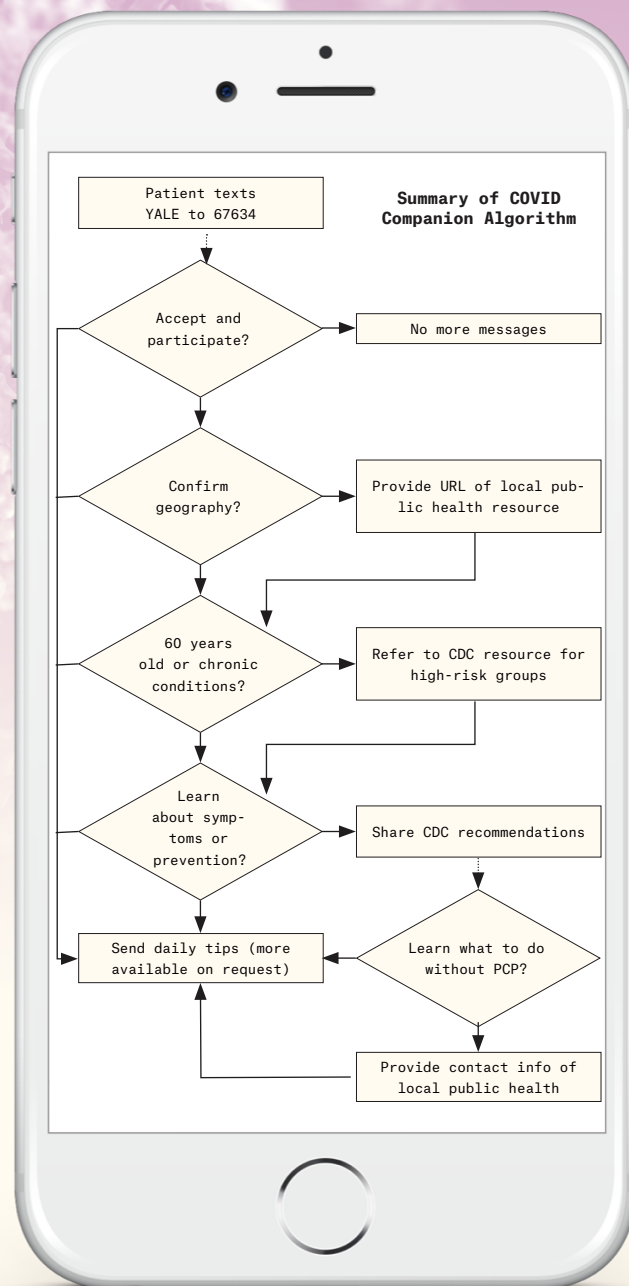 Patient texts
YALE to 67634
Summary of COVID
Companion Algorithm
Accept and
participate?
No more messages
Confirm
geography?
Provide URL of local pub-
lic health resource
60 years
old or chronic
conditions?
Refer to CDC resource for
high-risk groups
Learn
about symp-
toms or
prevention?
Share CDC recommendations
Send daily tips (more
available on request)
Learn what to do
without PCP?
Provide contact info of
local public health